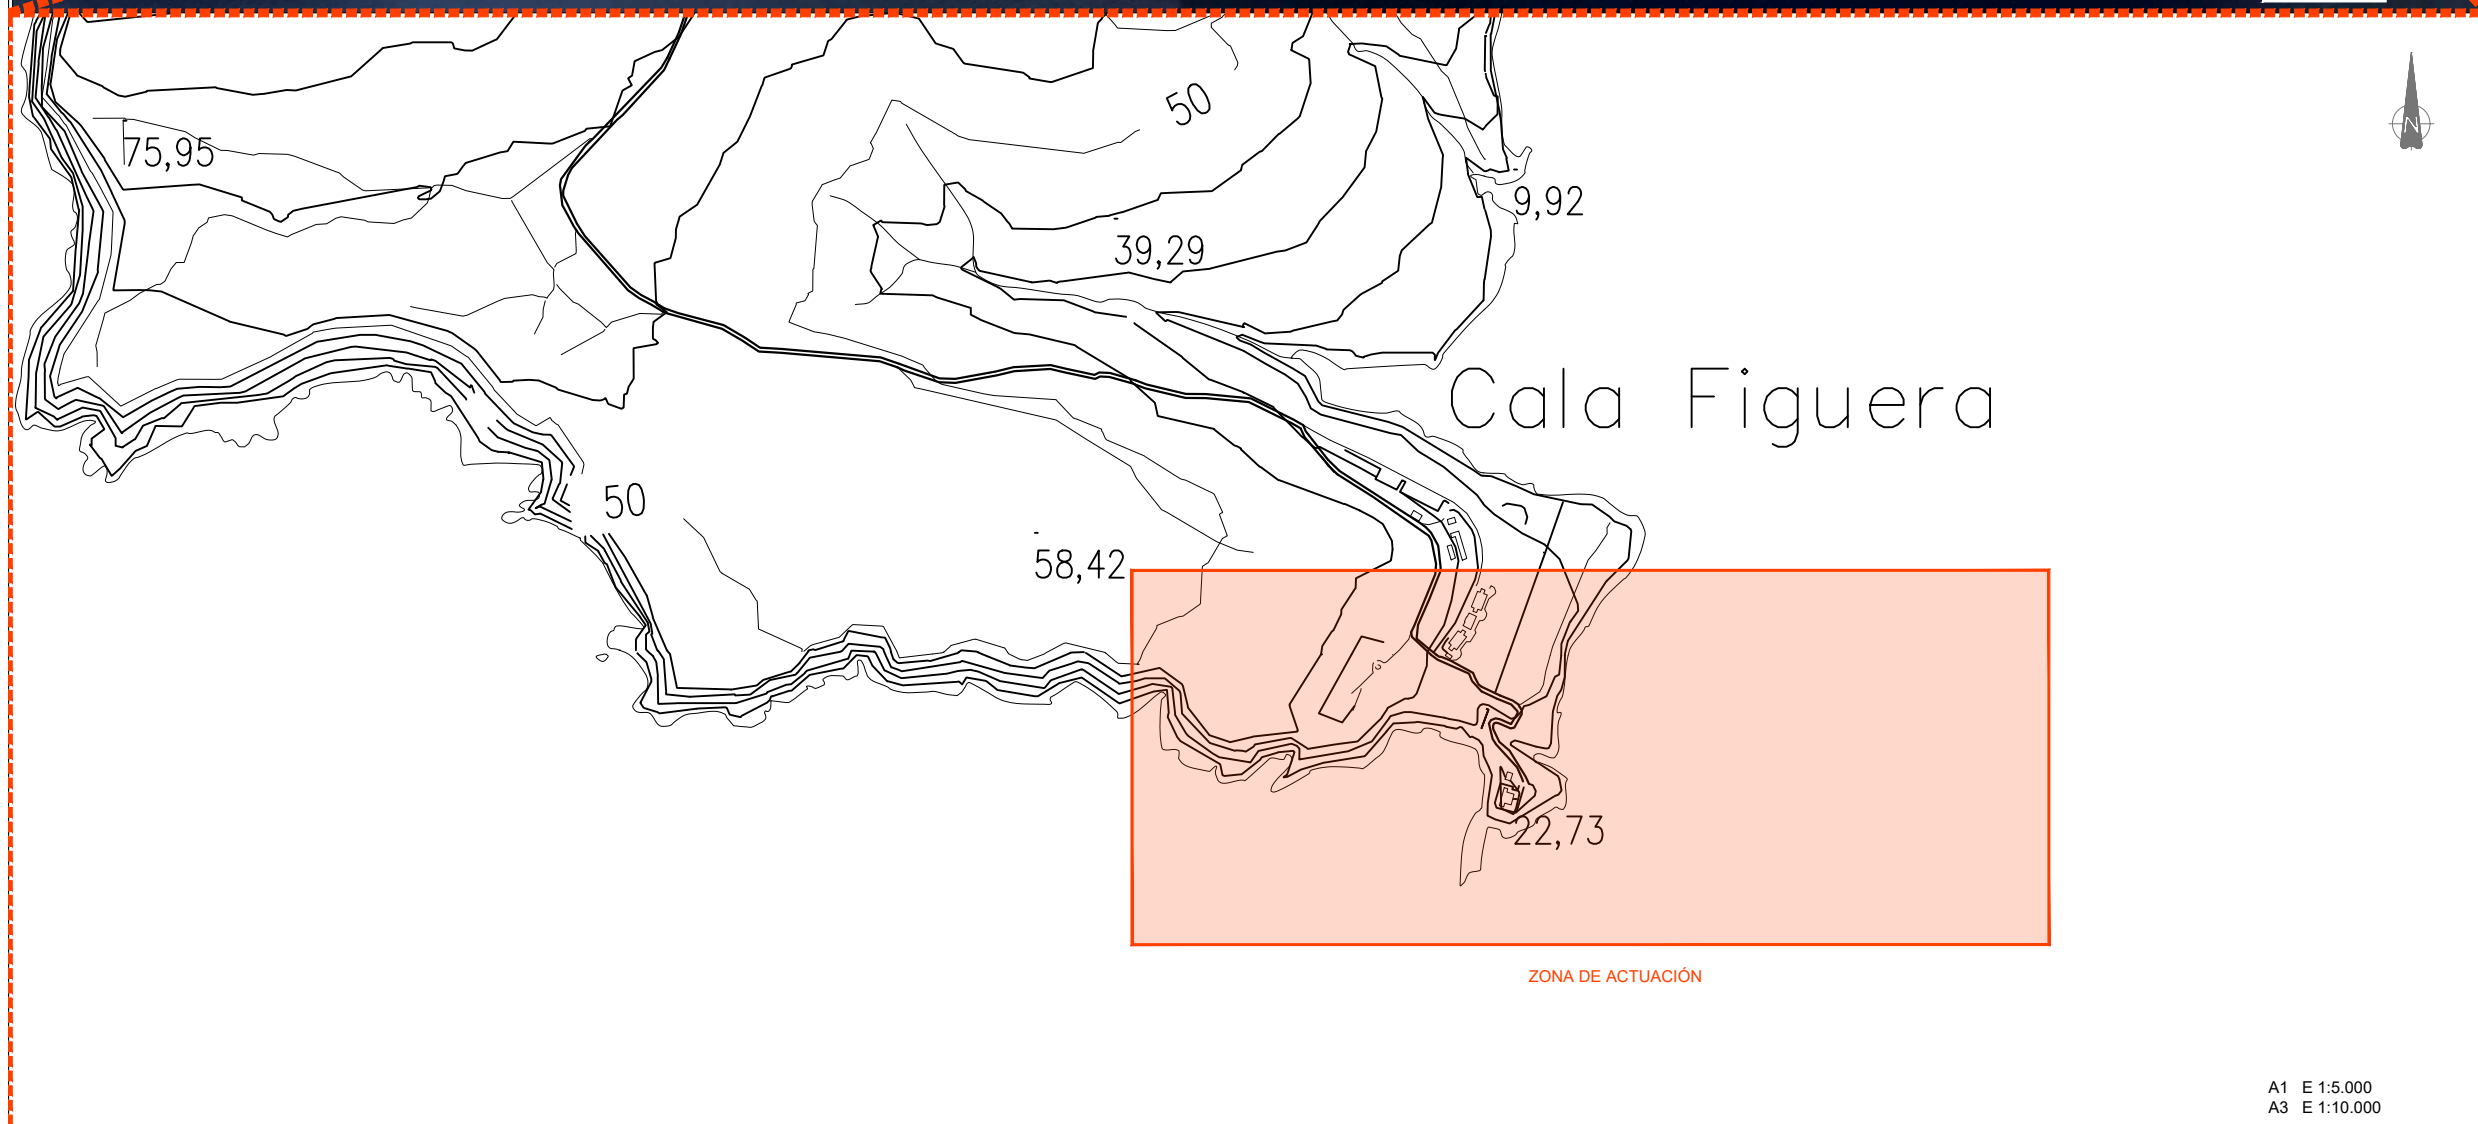 50
75,95
9,92
39,29
Cala Figuera
50
58,42
22,73
ZONA DE ACTUACIÓN
N
A1 E 1:5.000
A3 E 1:10.000